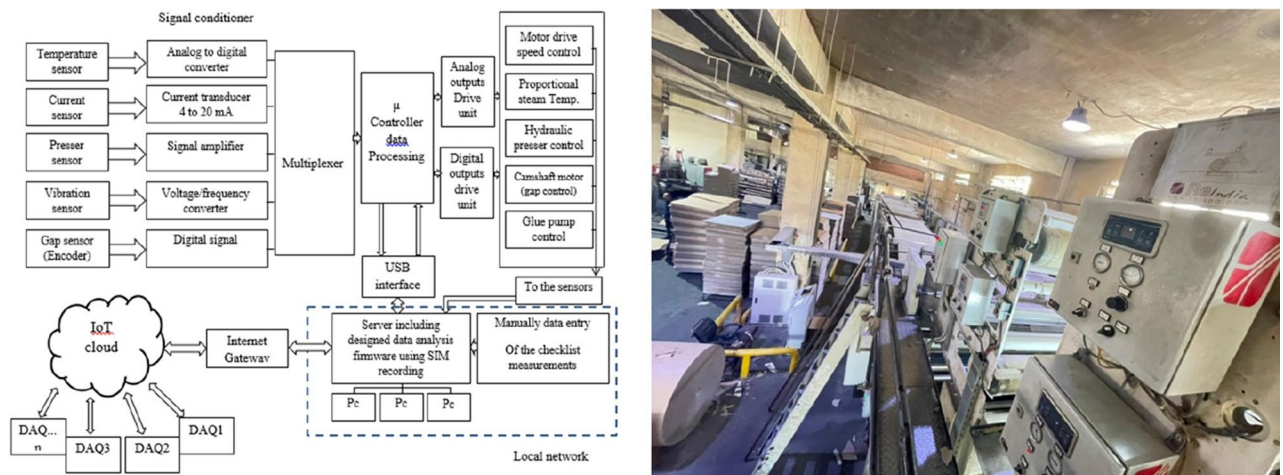 Signal conditioner
Temperature
sensor
Analog to digital
converter
Current
sensor
Current transducer
4 to 20 mA
Presser
sensor
Signal amplifier
Vibration
sensor
Voltage/frequency
converter
Gap sensor
(Encoder)
Digital signal
Multiplexer
µ
Controller
data
Processing
Analog
outputs
Drive
unit
Digital
outputs
drive
unit
Motor drive
speed control
Proportional
steam Temp.
Hydraulic
presser control
Camshaft motor
(gap control)
Glue pump
control
To the sensors
USB
interface
IoT
cloud
Internet
Gateway
Server including
designed data analysis
firmware using SIM
recording
Manually data entry
Of the checklist
measurements
Pc
Pc
Pc
DAQ...
n
DAQ3
DAQ2
DAQ1
Local network
India